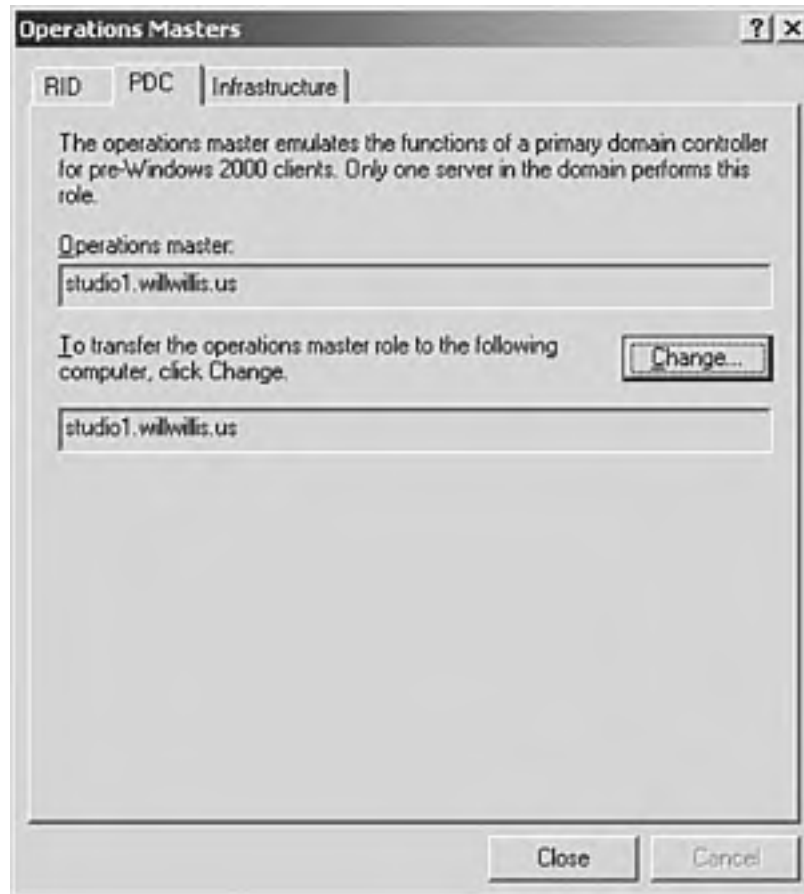 Operations Masters
RID PDC Infrastructure
The operations master emulates the functions of a primary domain controller
for pre-Windows 2000 clients. Only one server in the domain performs this
role.
Operations master:
studio1.willwillis.us
To transfer the operations master role to the following
computer, click Change.
Change...
studio1.willwillis.us
Close Cancel